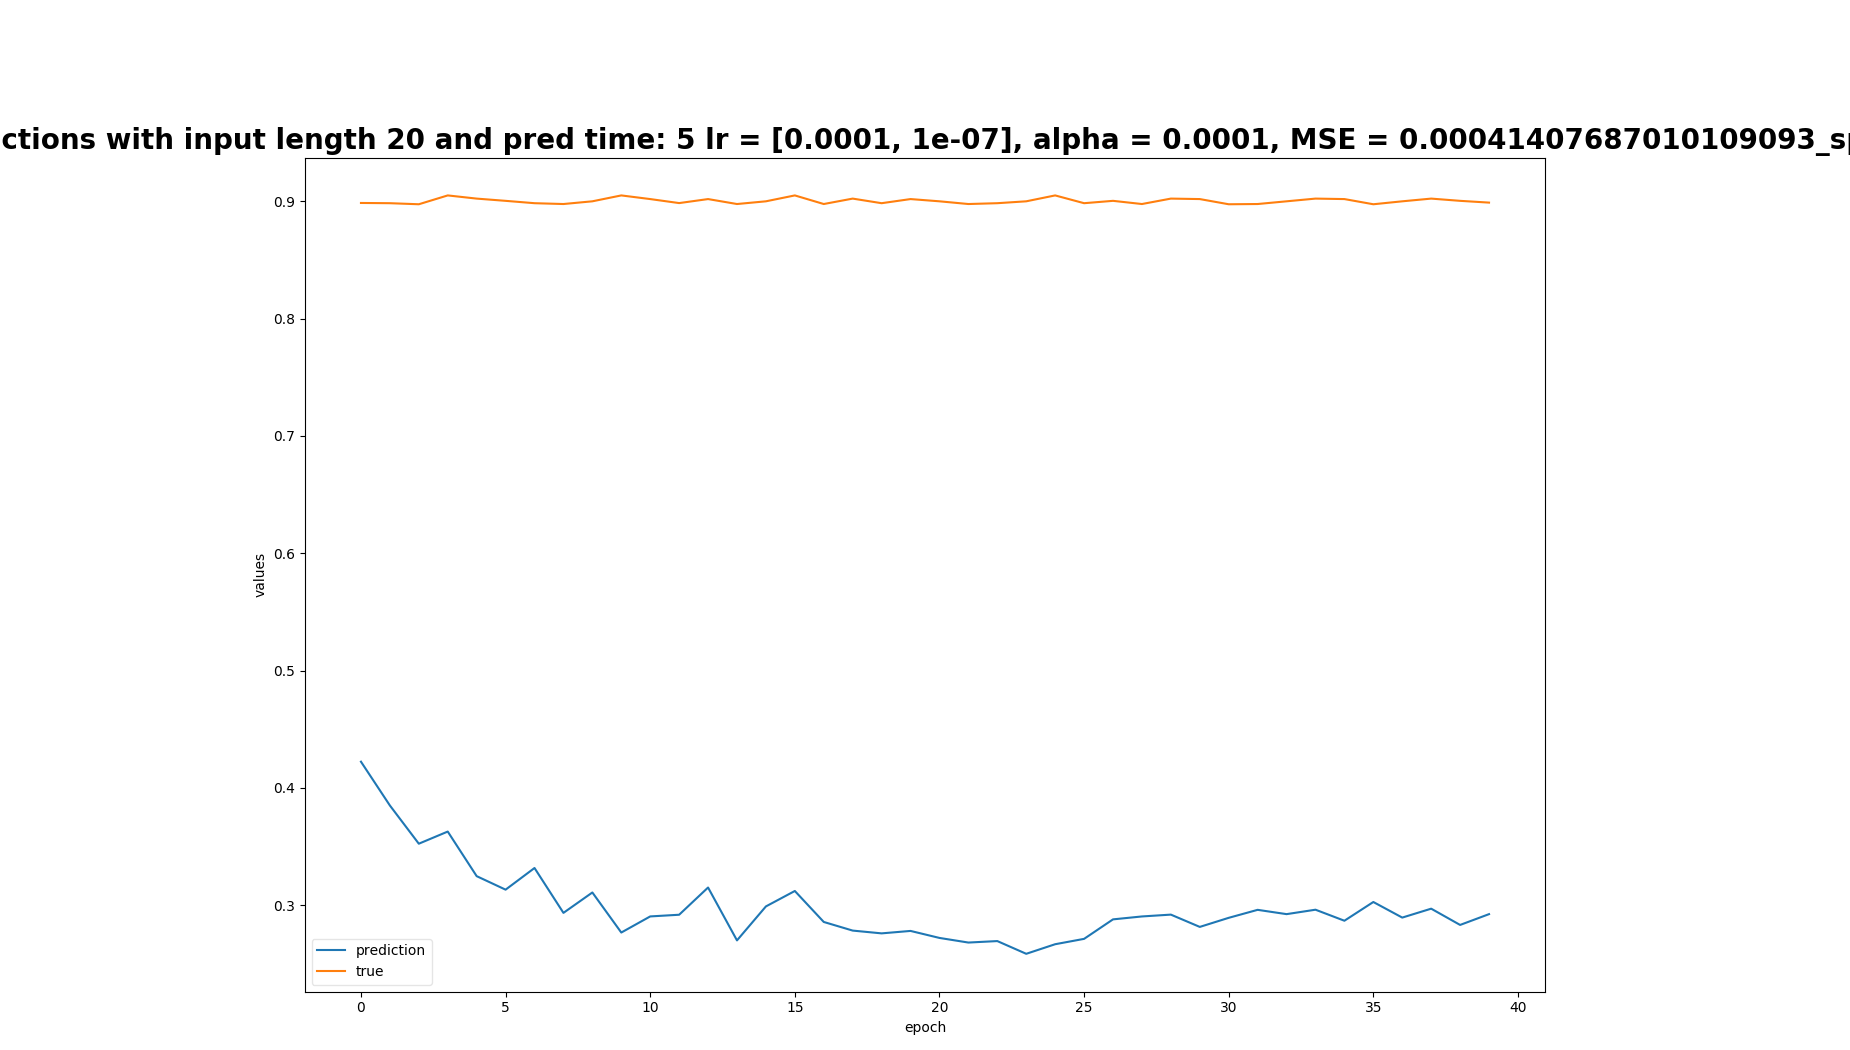 ctions with input length 20 and pred time: 5 lr = [0.0001, 1e-07], alpha = 0.0001, MSE = 0.00041407687010109093_sp
0.9
0.8
0.7
0.6
0.5
0.4
0.3
values
prediction
true
0 5 10 15 20 25 30 35 40
epoch